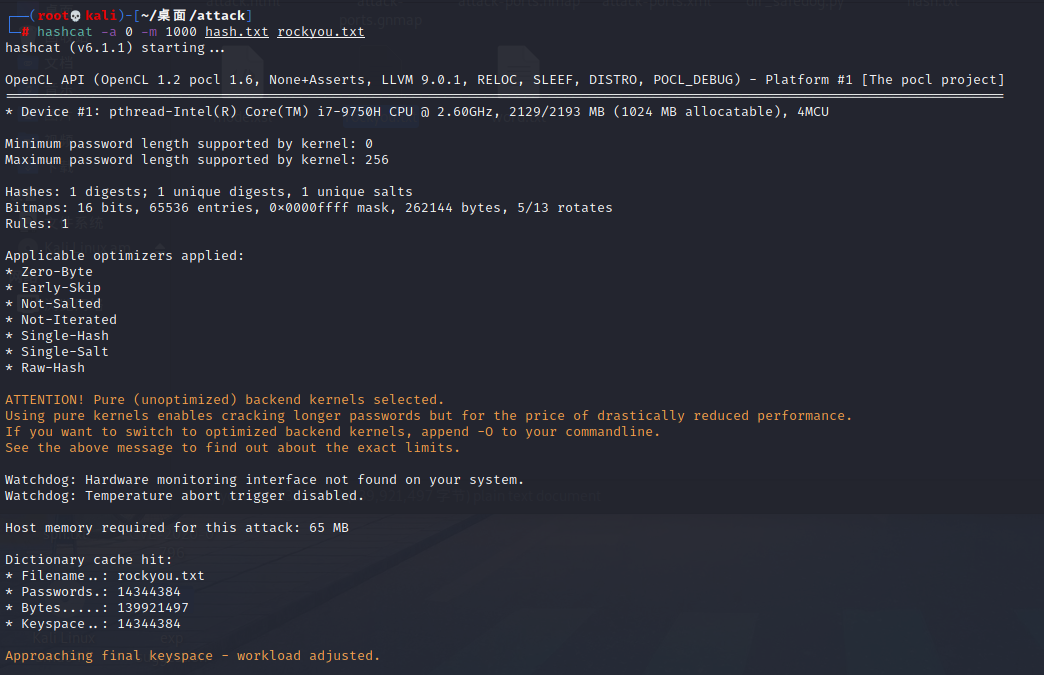 ┌──(root💀kali)-[~/桌面/attack]
└─# hashcat -a 0 -m 1000 hash.txt rockyou.txt
hashcat (v6.1.1) starting...
OpenCL API (OpenCL 1.2 pocl 1.6, None+Asserts, LLVM 9.0.1, RELOC, SLEEF, DISTRO, POCL_DEBUG) - Platform #1 [The pocl project]
=============================================================================================================================
* Device #1: pthread-Intel(R) Core(TM) i7-9750H CPU @ 2.60GHz, 2129/2193 MB (1024 MB allocatable), 4MCU
Minimum password length supported by kernel: 0
Maximum password length supported by kernel: 256
Hashes: 1 digests; 1 unique digests, 1 unique salts
Bitmaps: 16 bits, 65536 entries, 0x0000ffff mask, 262144 bytes, 5/13 rotates
Rules: 1
Applicable optimizers applied:
* Zero-Byte
* Early-Skip
* Not-Salted
* Not-Iterated
* Single-Hash
* Single-Salt
* Raw-Hash
ATTENTION! Pure (unoptimized) backend kernels selected.
Using pure kernels enables cracking longer passwords but for the price of drastically reduced performance.
If you want to switch to optimized backend kernels, append -O to your commandline.
See the above message to find out about the exact limits.
Watchdog: Hardware monitoring interface not found on your system.
Watchdog: Temperature abort trigger disabled.
Host memory required for this attack: 65 MB
Dictionary cache hit:
* Filename..: rockyou.txt
* Passwords.: 14344384
* Bytes.....: 139921497
* Keyspace..: 14344384
Approaching final keyspace - workload adjusted.